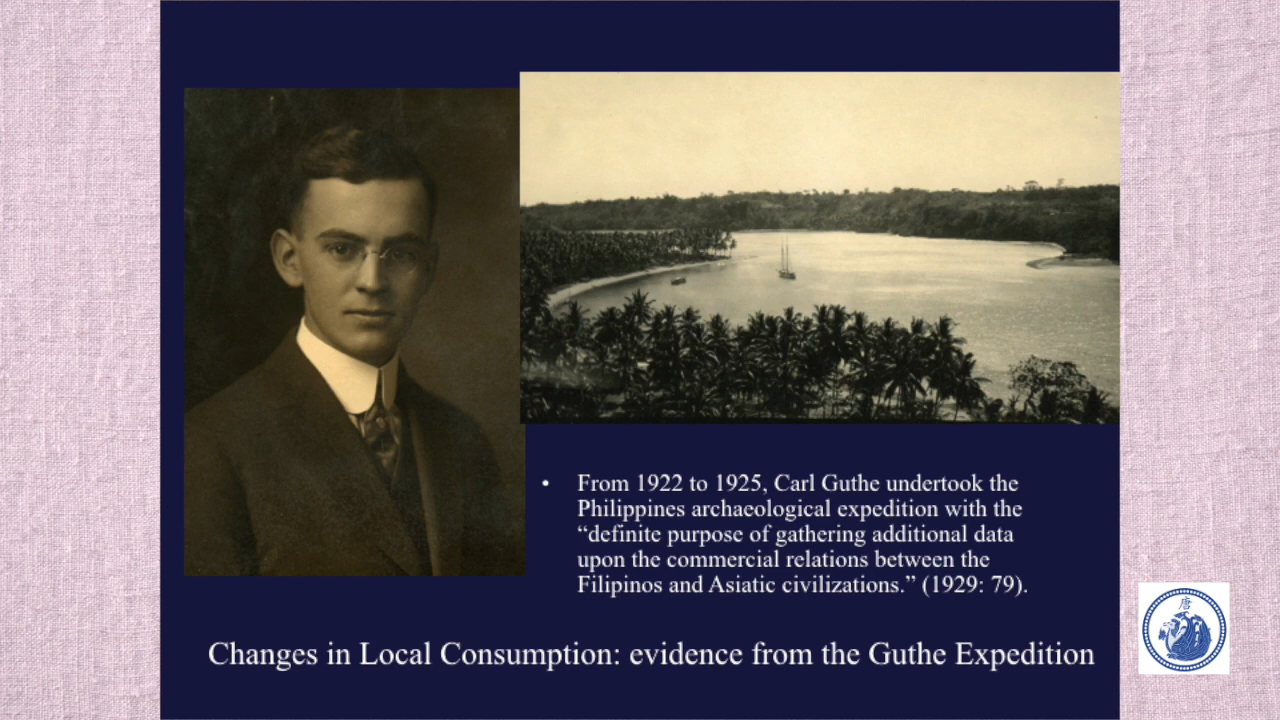 • From 1922 to 1925, Carl Guthe undertook the
Philippines archaeological expedition with the
“definite purpose of gathering additional data
upon the commercial relations between the
Filipinos and Asiatic civilizations.” (1929: 79).
Changes in Local Consumption: evidence from the Guthe Expedition
唐